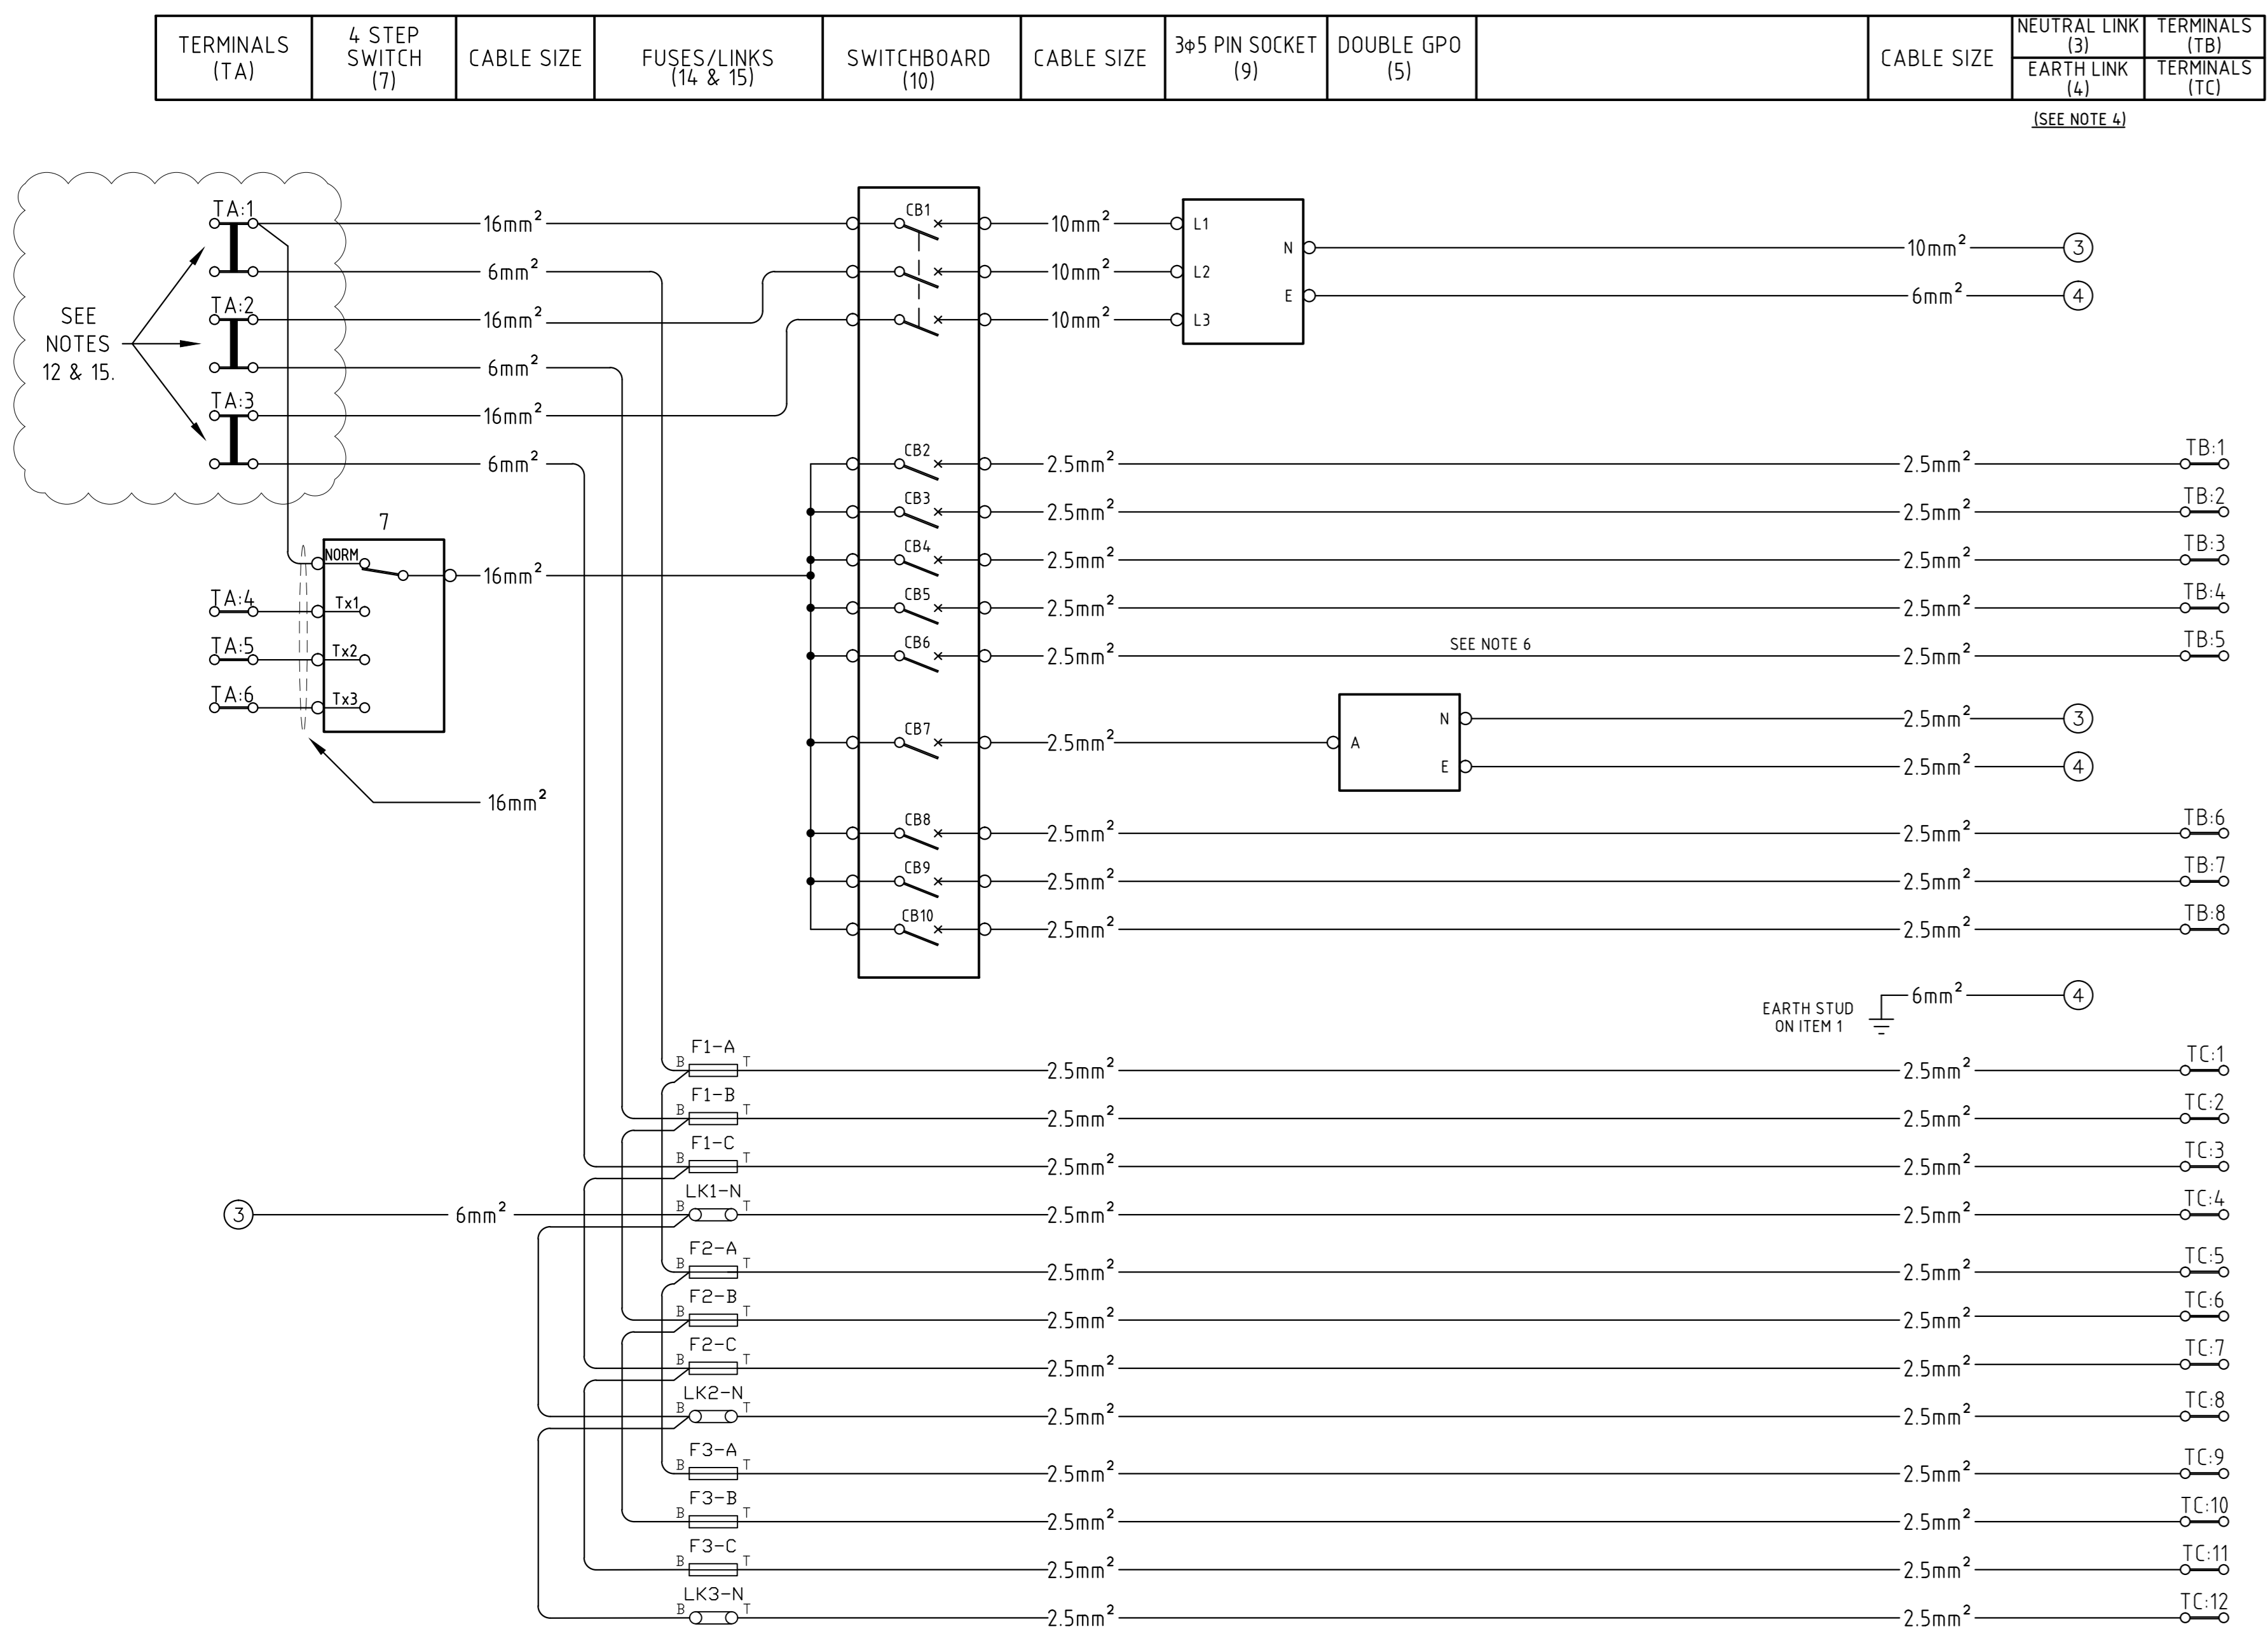 TERMINALS
(TA)
4 STEP
SWITCH
(7)
CABLE SIZE
FUSES/LINKS
(14 & 15)
SWITCHBOARD
(10)
CABLE SIZE
3ϕ5 PIN SOCKET
(9)
DOUBLE GPO
(5)
CABLE SIZE
NEUTRAL LINK
(3)
EARTH LINK
(4)
TERMINALS
(TB)
TERMINALS
(TC)
(SEE NOTE 4)
TA:1 16mm² CB1 10mm² L1
N 10mm² 3
6mm² 10mm² L2
E 6mm² 4
TA:2 16mm² 10mm² L3
SEE
NOTES
12 & 15.
6mm²
TA:3 16mm²
6mm² CB2 2.5mm² 2.5mm² TB:1
CB3 2.5mm² 2.5mm² TB:2
7
NORM CB4 2.5mm² 2.5mm² TB:3
16mm²
TA:4 Tx1 CB5 2.5mm² 2.5mm² TB:4
SEE NOTE 6
TA:5 Tx2 CB6 2.5mm² 2.5mm² TB:5
TA:6 Tx3
N 2.5mm² 3
CB7 2.5mm² A
E 2.5mm² 4
16mm²
CB8 2.5mm² 2.5mm² TB:6
CB9 2.5mm² 2.5mm² TB:7
CB10 2.5mm² 2.5mm² TB:8
6mm² 4
EARTH STUD
ON ITEM 1
F1-A
B T 2.5mm² 2.5mm² TC:1
F1-B
B T 2.5mm² 2.5mm² TC:2
F1-C
B T 2.5mm² 2.5mm² TC:3
LK1-N
3 6mm² B T 2.5mm² 2.5mm² TC:4
F2-A
B T 2.5mm² 2.5mm² TC:5
F2-B
B T 2.5mm² 2.5mm² TC:6
F2-C
B T 2.5mm² 2.5mm² TC:7
LK2-N
B T 2.5mm² 2.5mm² TC:8
F3-A
B T 2.5mm² 2.5mm² TC:9
F3-B
B T 2.5mm² 2.5mm² TC:10
F3-C
B T 2.5mm² 2.5mm² TC:11
LK3-N
B T 2.5mm² 2.5mm² TC:12